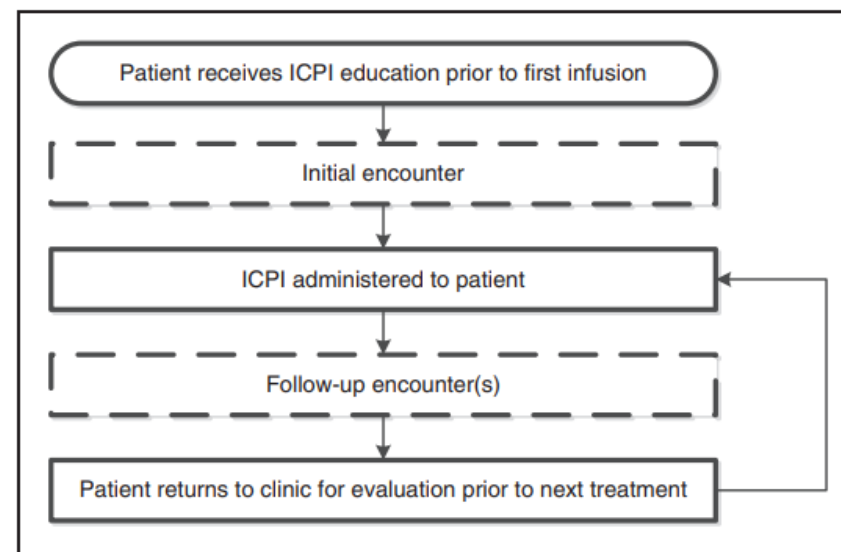 Patient receives ICPI education prior to first infusion
Initial encounter
ICPI administered to patient
Follow-up encounter(s)
Patient returns to clinic for evaluation prior to next treatment